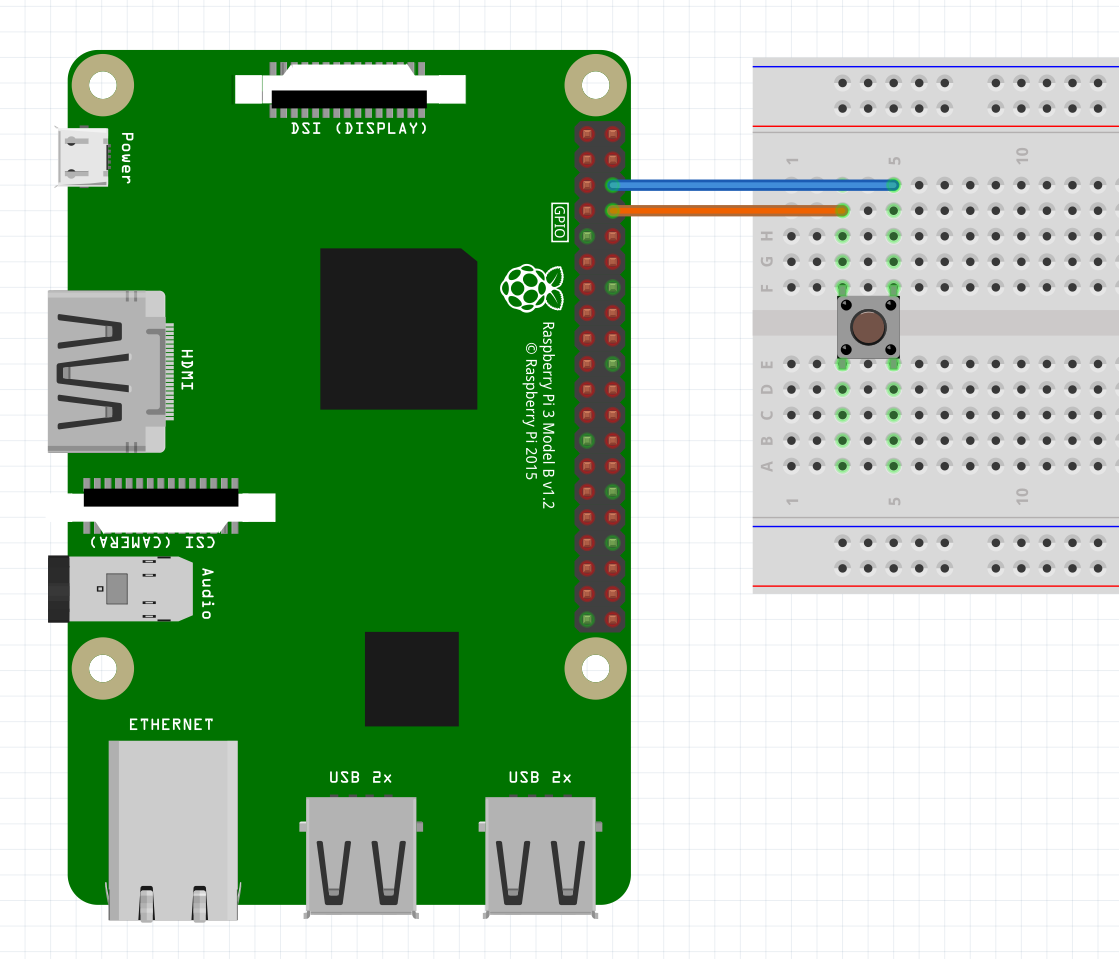 DSI (DISPLAY)
Power
GPIO
Raspberry Pi 3 Model B v1.2
© Raspberry Pi 2015
HDMI
CSI (CAMERA)
Audio
ETHERNET
USB 2x
USB 2x
1
5
10
H
G
F
E
D
C
B
A
1
5
10